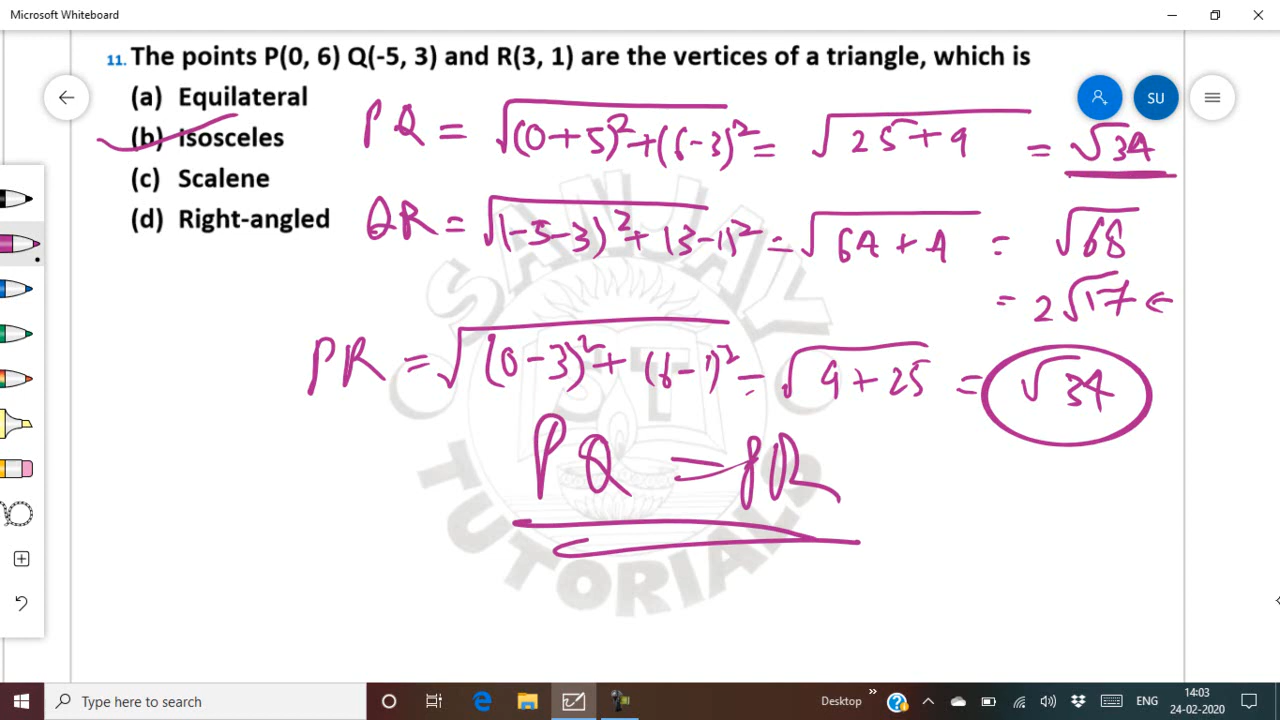 Microsoft Whiteboard
11. The points P(0, 6) Q(-5, 3) and R(3, 1) are the vertices of a triangle, which is
(a) Equilateral
(b) Isosceles
(c) Scalene
(d) Right-angled
SU
PQ = √(0+5)²+(6-3)² = √25+9 = √34
QR = √(-5-3)²+(3-1)² = √64+4 = √68
= 2√17 ←
PR = √(0-3)²+(6-1)² = √9+25 = √34
PQ = PR
SANJAY
ST
TUTORIALS
Type here to search
Desktop
»
ENG
14:03
24-02-2020